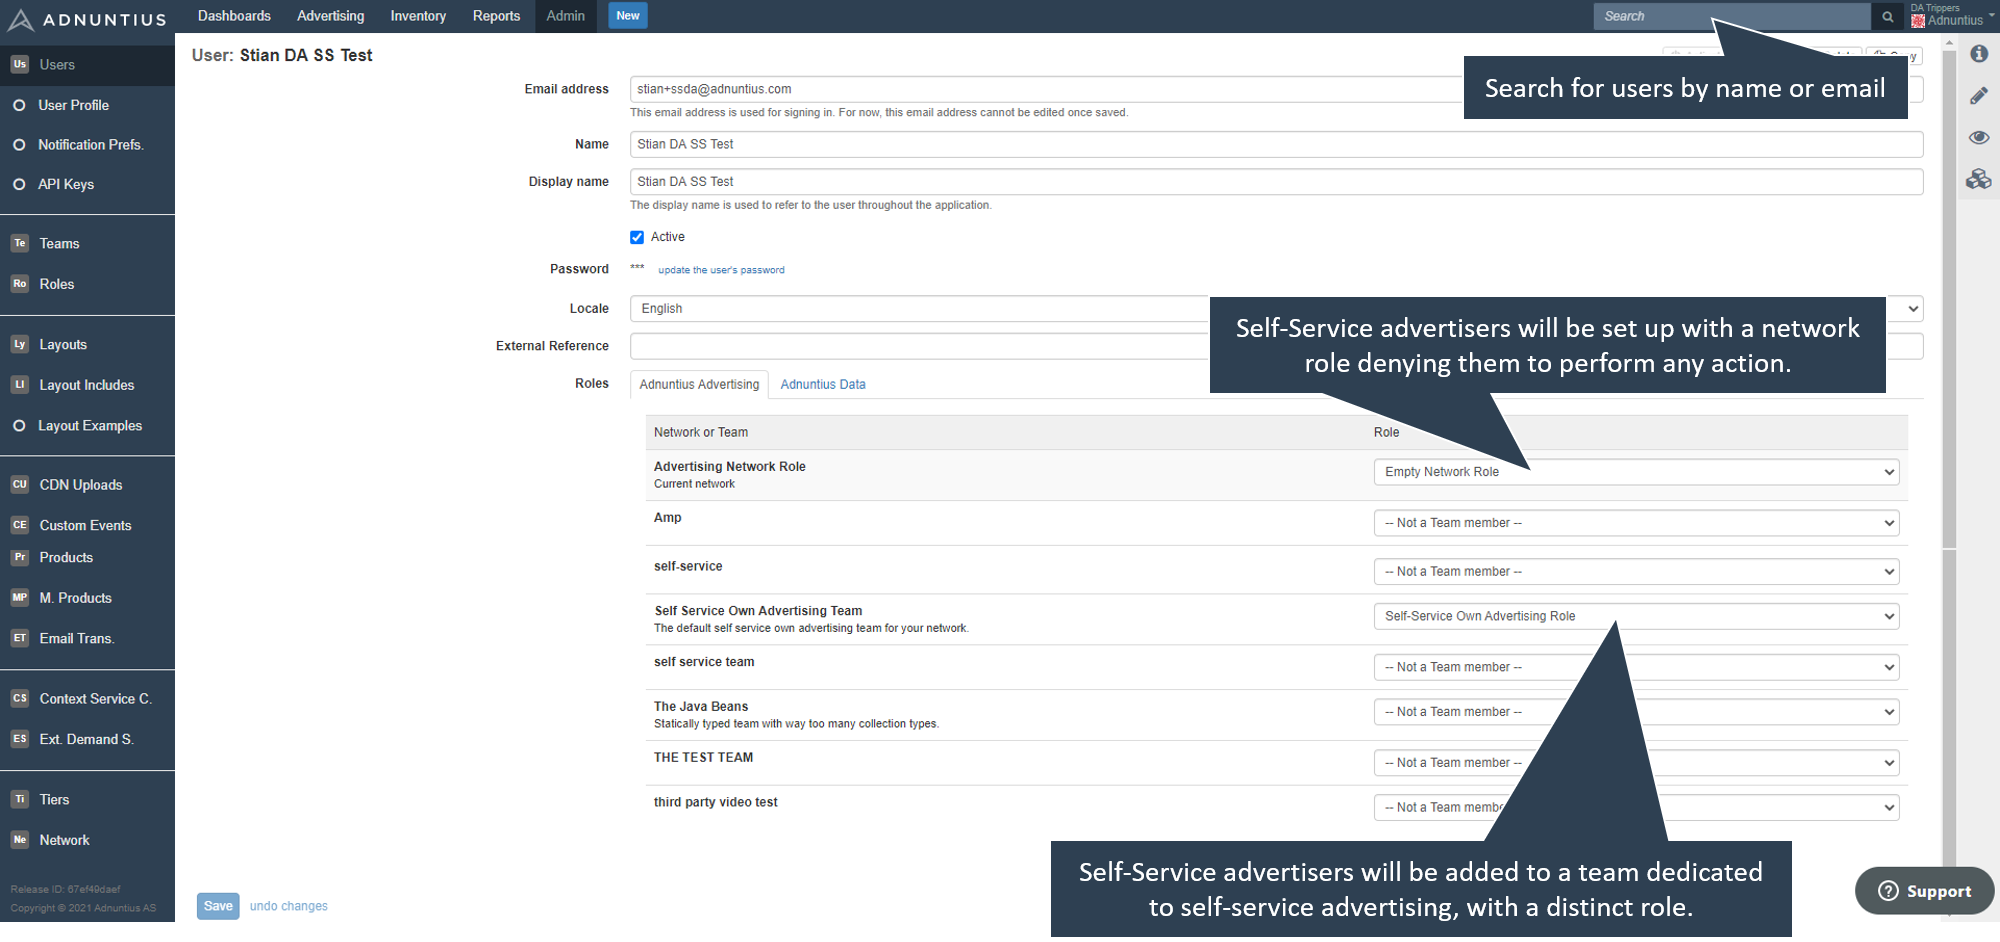 ADNUNTIUS
Dashboards
Advertising
Inventory
Reports
Admin
New
Search
DA Trippers
Adnuntius
Us Users
User Profile
Notification Prefs.
API Keys
Te Teams
Ro Roles
Ly Layouts
LI Layout Includes
Layout Examples
CU CDN Uploads
CE Custom Events
Pr Products
MP M. Products
ET Email Trans.
CS Context Service C.
ES Ext. Demand S.
Ti Tiers
Ne Network
Release ID: 67ef49daef
Copyright © 2021 Adnuntius AS
User: Stian DA SS Test
Search for users by name or email
Email address
stian+ssda@adnuntius.com
This email address is used for signing in. For now, this email address cannot be edited once saved.
Name
Stian DA SS Test
Display name
Stian DA SS Test
The display name is used to refer to the user throughout the application.
Active
Password
*** update the user's password
Locale
English
External Reference
Self-Service advertisers will be set up with a network
role denying them to perform any action.
Roles
Adnuntius Advertising
Adnuntius Data
Network or Team
Role
Advertising Network Role
Current network
Empty Network Role
Amp
-- Not a Team member --
self-service
-- Not a Team member --
Self Service Own Advertising Team
The default self service own advertising team for your network.
Self-Service Own Advertising Role
self service team
-- Not a Team member --
The Java Beans
Statically typed team with way too many collection types.
-- Not a Team member --
THE TEST TEAM
-- Not a Team member --
third party video test
-- Not a Team
Self-Service advertisers will be added to a team dedicated
to self-service advertising, with a distinct role.
Save
undo changes
Support